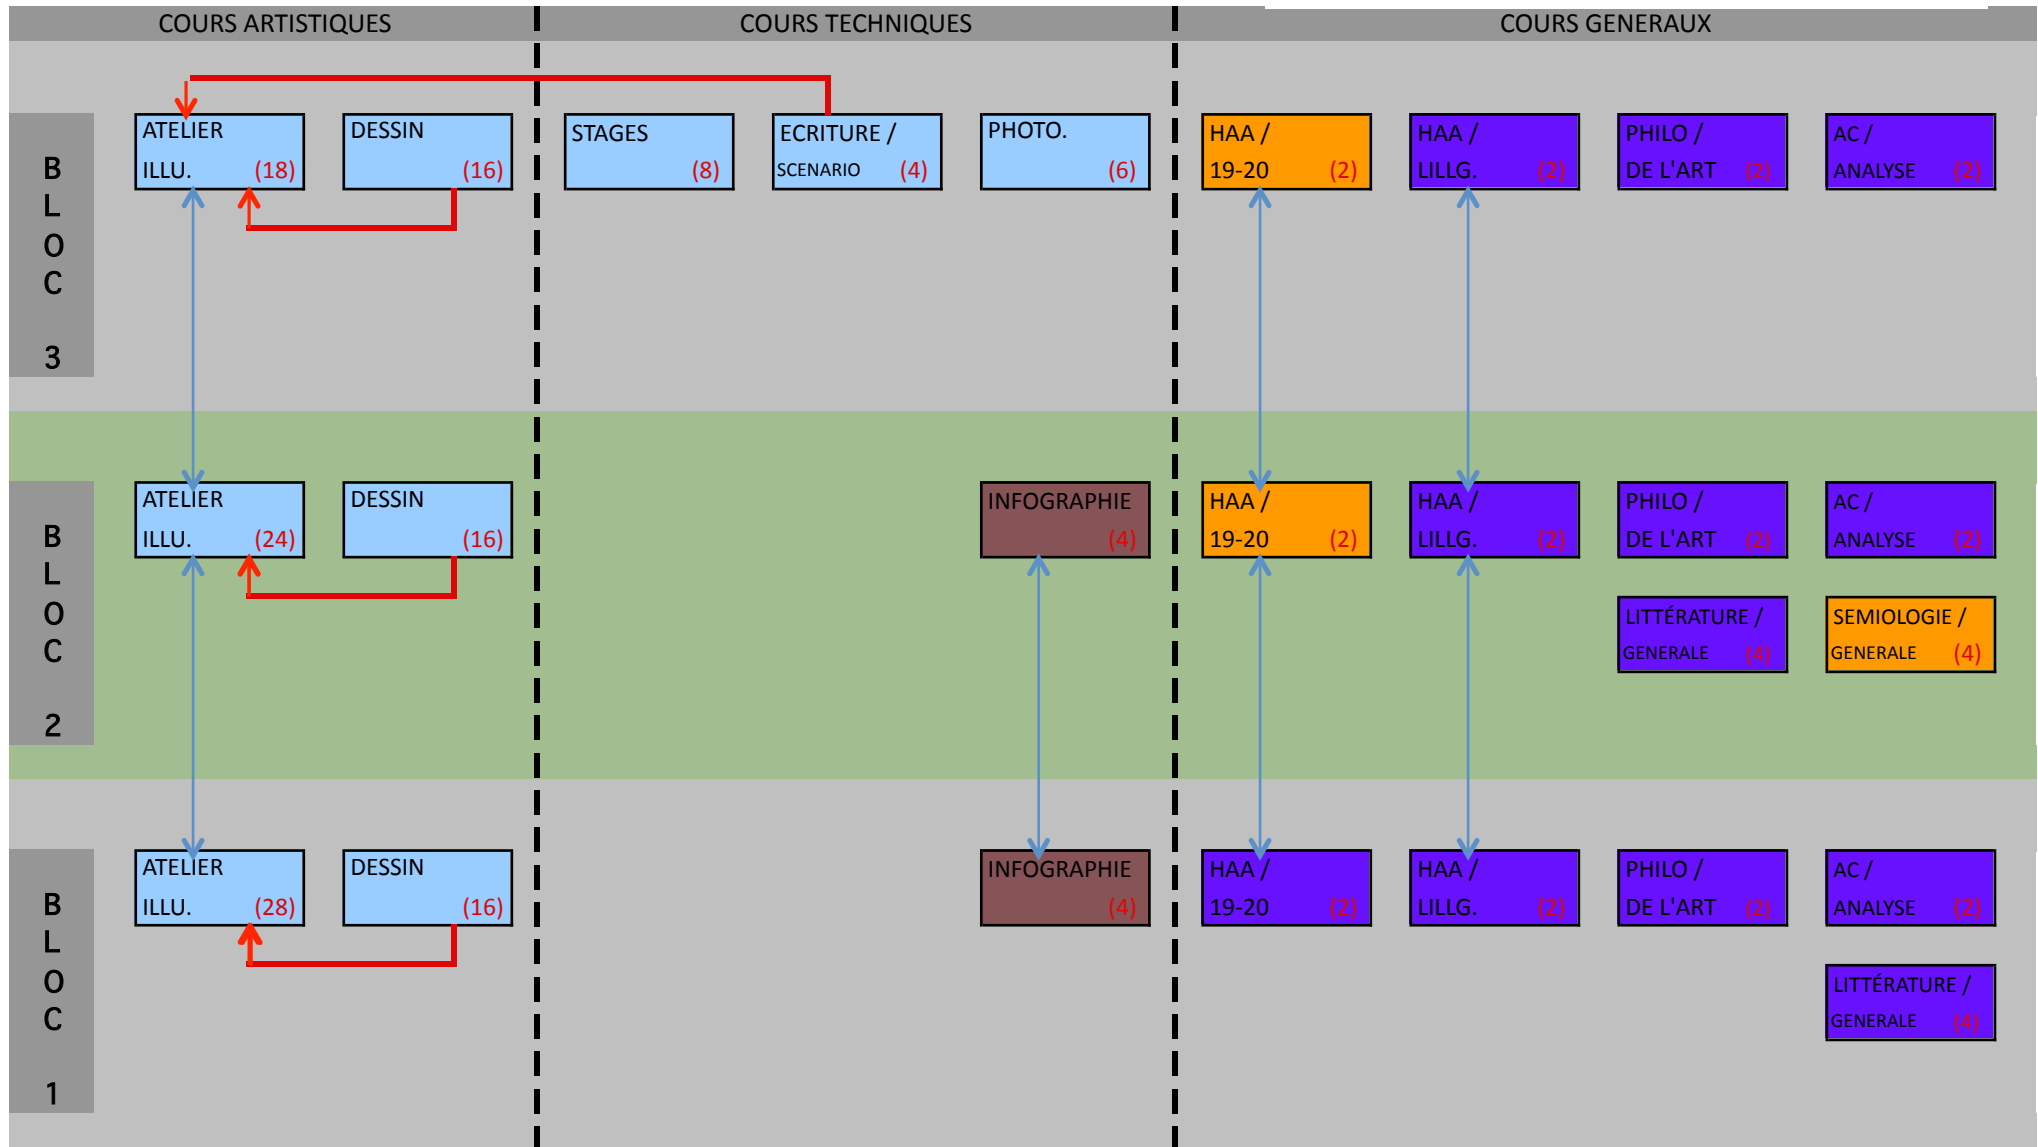 COURS ARTISTIQUES
COURS TECHNIQUES
COURS GENERAUX
BLOC 3
ATELIER
ILLU. (18)
DESSIN
(16)
STAGES
(8)
ECRITURE /
SCENARIO (4)
PHOTO.
(6)
HAA /
19-20 (2)
HAA /
LILLG. (2)
PHILO /
DE L'ART (2)
AC /
ANALYSE (2)
BLOC 2
ATELIER
ILLU. (24)
DESSIN
(16)
INFOGRAPHIE
(4)
HAA /
19-20 (2)
HAA /
LILLG. (2)
PHILO /
DE L'ART (2)
AC /
ANALYSE (2)
LITTÉRATURE /
GENERALE (4)
SEMIOLOGIE /
GENERALE (4)
BLOC 1
ATELIER
ILLU. (28)
DESSIN
(16)
INFOGRAPHIE
(4)
HAA /
19-20 (2)
HAA /
LILLG. (2)
PHILO /
DE L'ART (2)
AC /
ANALYSE (2)
LITTÉRATURE /
GENERALE (4)